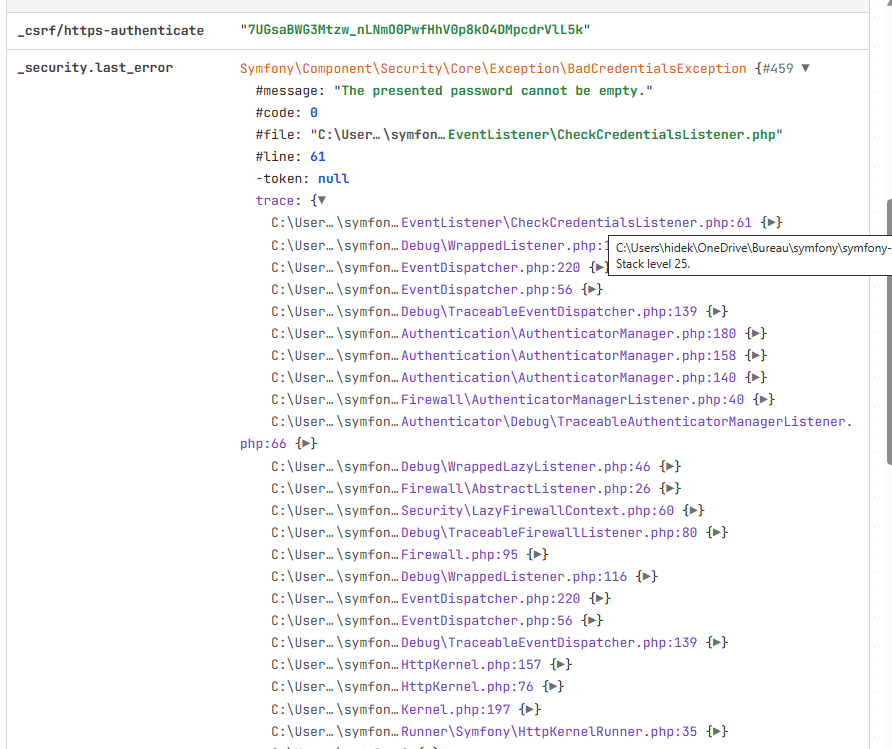 _csrf/https-authenticate "7UGsaBWG3Mtzw_nLNmO0PwfHhV0p8kO4DMpcdrVlL5k"
_security.last_error Symfony\Component\Security\Core\Exception\BadCredentialsException {#459 ▼
#message: "The presented password cannot be empty."
#code: 0
#file: "C:\User…\symfon…EventListener\CheckCredentialsListener.php"
#line: 61
-token: null
trace: {▼
C:\User…\symfon…EventListener\CheckCredentialsListener.php:61 {▶}
C:\User…\symfon…Debug\WrappedListener.php:1
C:\Users\hidek\OneDrive\Bureau\symfony\symfony-
Stack level 25.
C:\User…\symfon…EventDispatcher.php:220 {▶}
C:\User…\symfon…EventDispatcher.php:56 {▶}
C:\User…\symfon…Debug\TraceableEventDispatcher.php:139 {▶}
C:\User…\symfon…Authentication\AuthenticatorManager.php:180 {▶}
C:\User…\symfon…Authentication\AuthenticatorManager.php:158 {▶}
C:\User…\symfon…Authentication\AuthenticatorManager.php:140 {▶}
C:\User…\symfon…Firewall\AuthenticatorManagerListener.php:40 {▶}
C:\User…\symfon…Authenticator\Debug\TraceableAuthenticatorManagerListener.
php:66 {▶}
C:\User…\symfon…Debug\WrappedLazyListener.php:46 {▶}
C:\User…\symfon…Firewall\AbstractListener.php:26 {▶}
C:\User…\symfon…Security\LazyFirewallContext.php:60 {▶}
C:\User…\symfon…Debug\TraceableFirewallListener.php:80 {▶}
C:\User…\symfon…Firewall.php:95 {▶}
C:\User…\symfon…Debug\WrappedListener.php:116 {▶}
C:\User…\symfon…EventDispatcher.php:220 {▶}
C:\User…\symfon…EventDispatcher.php:56 {▶}
C:\User…\symfon…Debug\TraceableEventDispatcher.php:139 {▶}
C:\User…\symfon…HttpKernel.php:157 {▶}
C:\User…\symfon…HttpKernel.php:76 {▶}
C:\User…\symfon…Kernel.php:197 {▶}
C:\User…\symfon…Runner\Symfony\HttpKernelRunner.php:35 {▶}